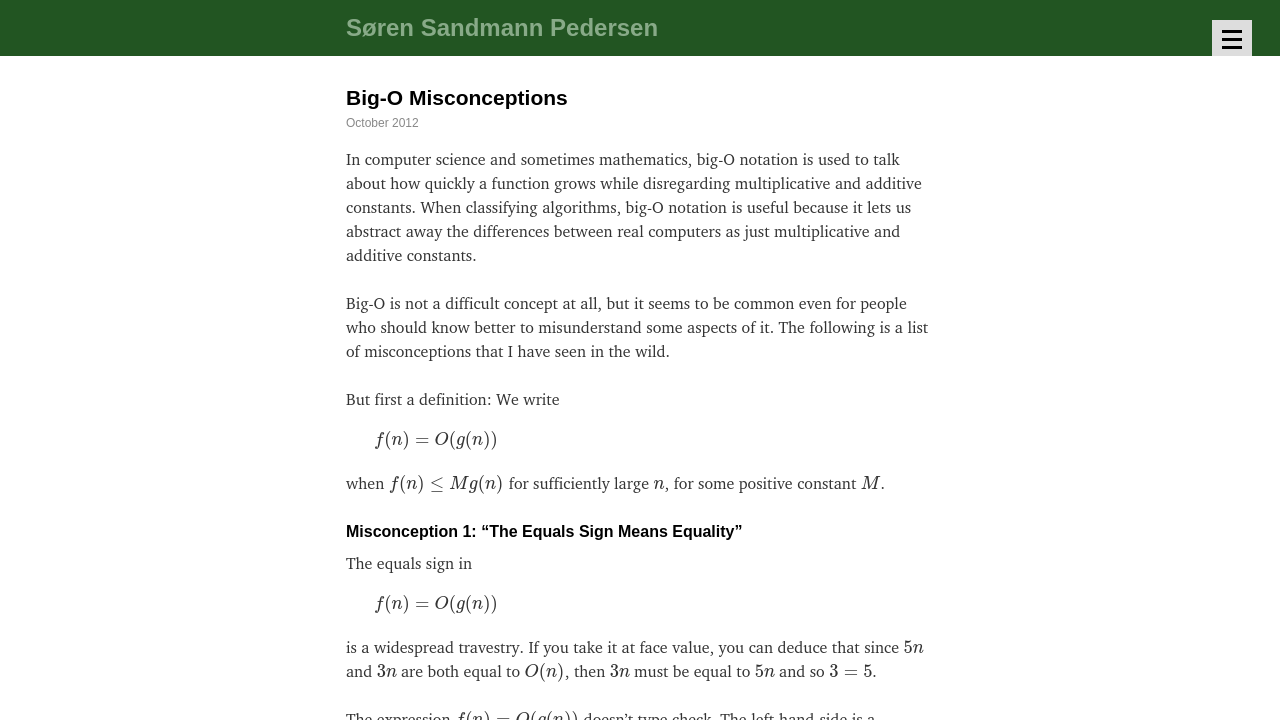 Søren Sandmann Pedersen
Big-O Misconceptions
October 2012
In computer science and sometimes mathematics, big-O notation is used to talk
about how quickly a function grows while disregarding multiplicative and additive
constants. When classifying algorithms, big-O notation is useful because it lets us
abstract away the differences between real computers as just multiplicative and
additive constants.
Big-O is not a difficult concept at all, but it seems to be common even for people
who should know better to misunderstand some aspects of it. The following is a list
of misconceptions that I have seen in the wild.
But first a definition: We write
f(n) = O(g(n))
when f(n) ≤ Mg(n) for sufficiently large n, for some positive constant M.
Misconception 1: “The Equals Sign Means Equality”
The equals sign in
f(n) = O(g(n))
is a widespread travestry. If you take it at face value, you can deduce that since 5n
and 3n are both equal to O(n), then 3n must be equal to 5n and so 3 = 5.
The expression f(n) = O(g(n)) doesn’t type check. The left-hand-side is a